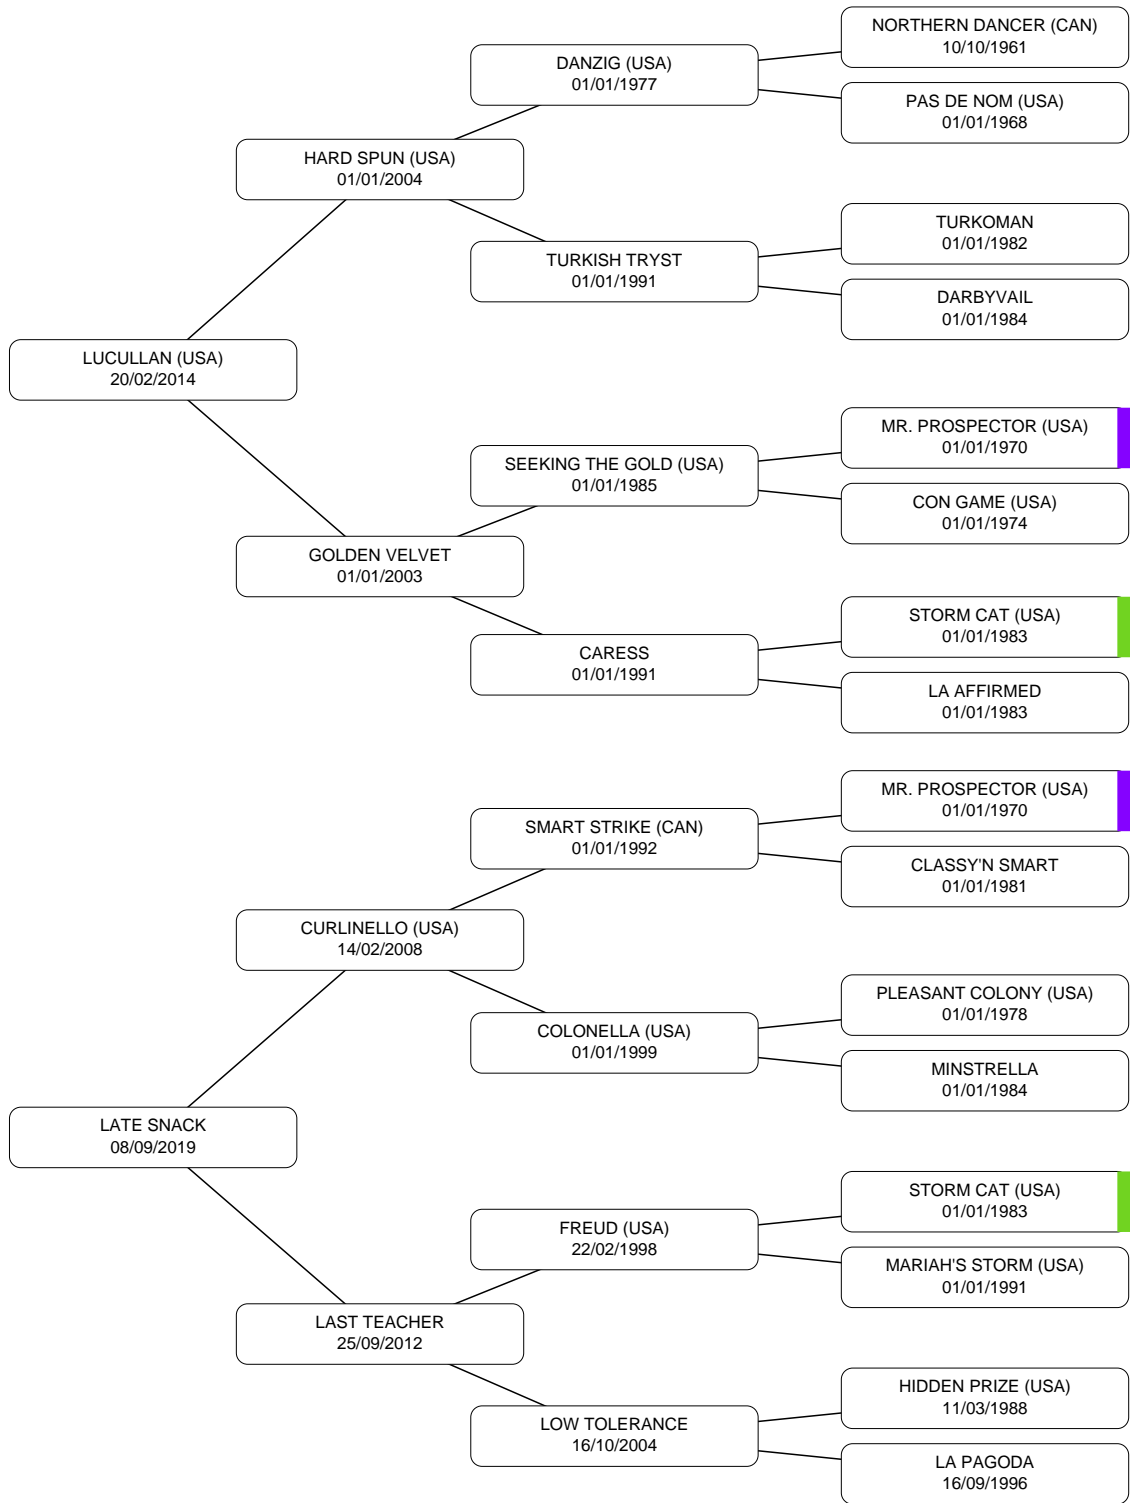 NORTHERN DANCER (CAN)
10/10/1961
DANZIG (USA)
01/01/1977
PAS DE NOM (USA)
01/01/1968
HARD SPUN (USA)
01/01/2004
TURKOMAN
01/01/1982
TURKISH TRYST
01/01/1991
DARBYVAIL
01/01/1984
LUCULLAN (USA)
20/02/2014
MR. PROSPECTOR (USA)
01/01/1970
SEEKING THE GOLD (USA)
01/01/1985
CON GAME (USA)
01/01/1974
GOLDEN VELVET
01/01/2003
STORM CAT (USA)
01/01/1983
CARESS
01/01/1991
LA AFFIRMED
01/01/1983
MR. PROSPECTOR (USA)
01/01/1970
SMART STRIKE (CAN)
01/01/1992
CLASSY'N SMART
01/01/1981
CURLINELLO (USA)
14/02/2008
PLEASANT COLONY (USA)
01/01/1978
COLONELLA (USA)
01/01/1999
MINSTRELLA
01/01/1984
LATE SNACK
08/09/2019
STORM CAT (USA)
01/01/1983
FREUD (USA)
22/02/1998
MARIAH'S STORM (USA)
01/01/1991
LAST TEACHER
25/09/2012
HIDDEN PRIZE (USA)
11/03/1988
LOW TOLERANCE
16/10/2004
LA PAGODA
16/09/1996